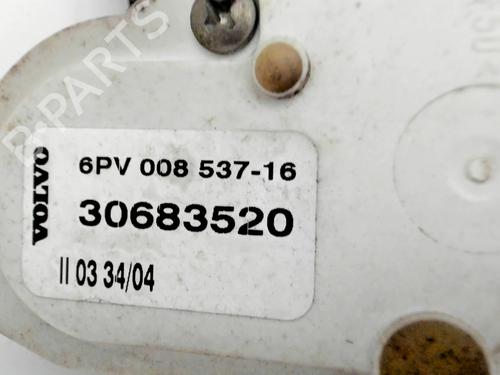 B-PARTS
VOLVO
6PV 008 537-16
30683520
II 03 34/04